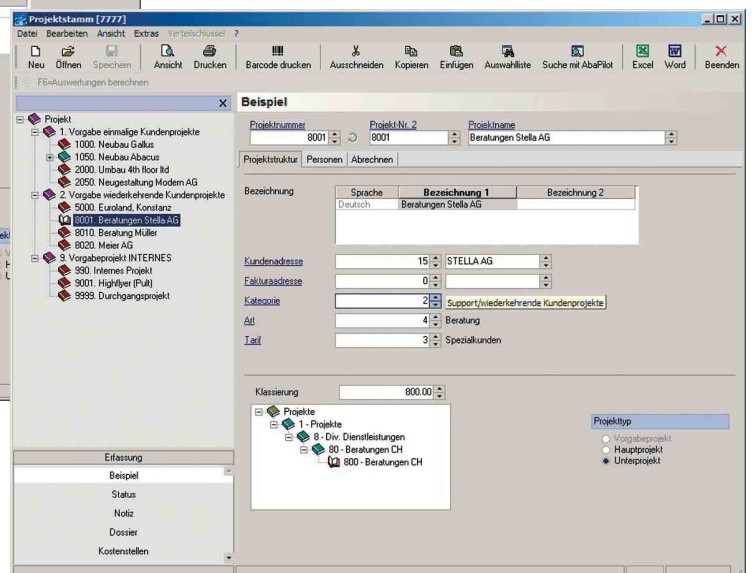 Projektstamm [7777]
Datei Bearbeiten Ansicht Extras Verteilschlüssel ?
Neu Öffnen Speichern Ansicht Drucken Barcode drucken Ausschneiden Kopieren Einfügen Auswahlliste Suche mit AbaPilot Excel Word Beenden
F6=Auswertungen berechnen
X
Projekt
1. Vorgabe einmalige Kundenprojekte
1000. Neubau Gallus
1050. Neubau Abacus
2000. Umbau 4th floor ltd
2050. Neugestaltung Modern AG
2. Vorgabe wiederkehrende Kundenprojekte
5000. Euroland, Konstanz
8001. Beratungen Stella AG
8010. Beratung Müller
8020. Meier AG
9. Vorgabeprojekt INTERNES
990. Internes Projekt
9001. Highflyer (Pult)
9999. Durchgangsprojekt
Erfassung
Beispiel
Status
Notiz
Dossier
Kostenstellen
Beispiel
Projektnummer Projekt-Nr. 2 Projektname
8001 8001 Beratungen Stella AG
Projektstruktur Personen Abrechnen
Bezeichnung
Sprache Bezeichnung 1 Bezeichnung 2
Deutsch Beratungen Stella AG
Kundenadresse 15 STELLA AG
Fakturaadresse 0
Kategorie 2 Support/wiederkehrende Kundenprojekte
Art 4 Beratung
Tarif 3 Spezialkunden
Klassierung 800.00
Projekte
1 - Projekte
8 - Div. Dienstleistungen
80 - Beratungen CH
800 - Beratungen CH
Projekttyp
Vorgabeprojekt
Hauptprojekt
Unterprojekt